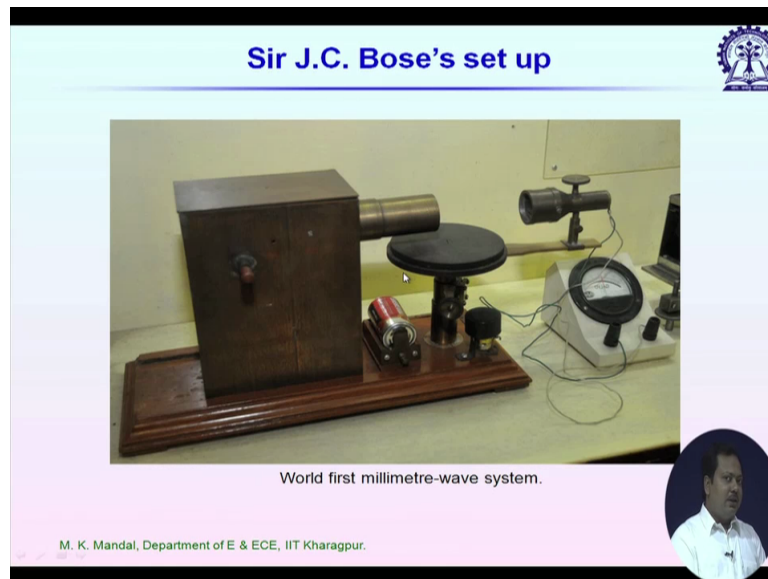 Sir J.C. Bose's set up
World first millimetre-wave system.
M. K. Mandal, Department of E & ECE, IIT Kharagpur.